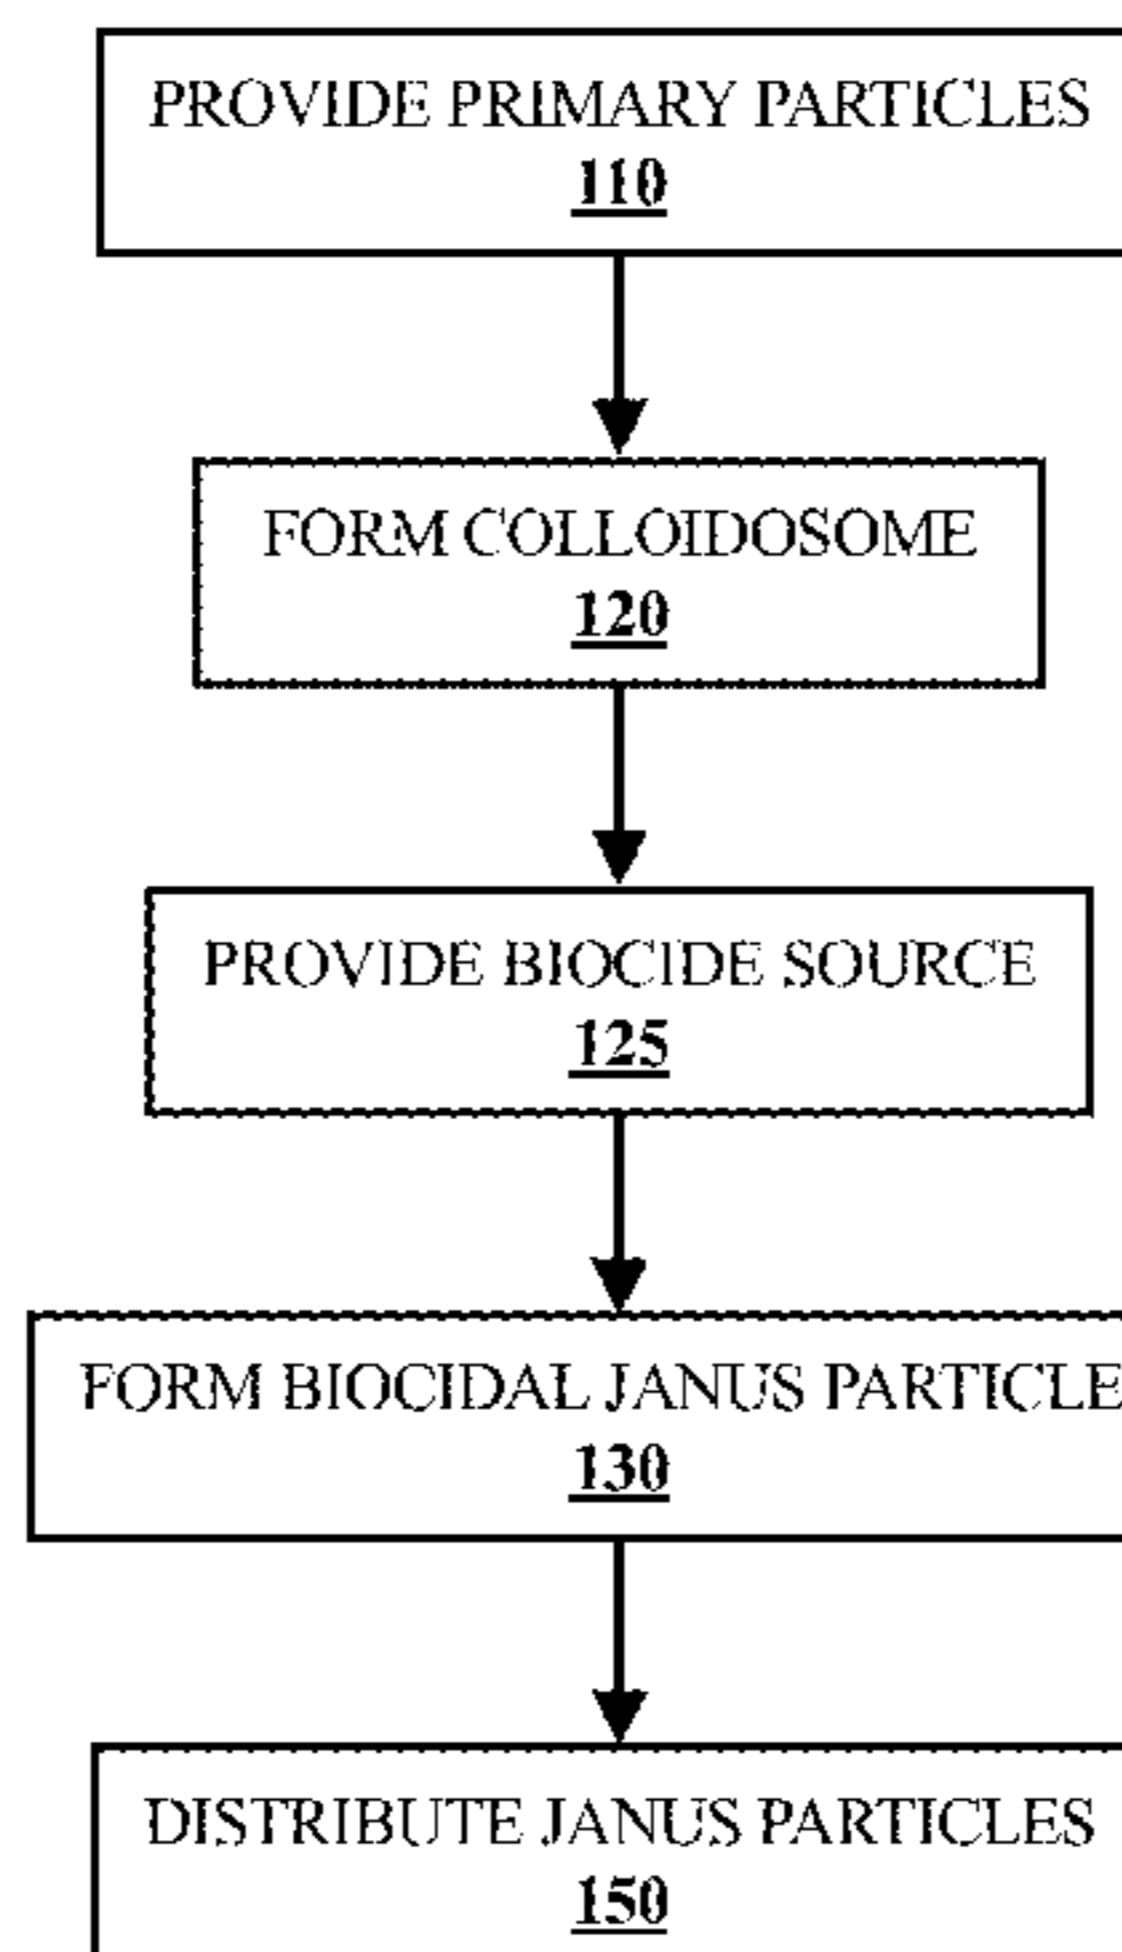 PROVIDE PRIMARY PARTICLES
110
FORM COLLOIDOSOME
120
PROVIDE BIOCIDE SOURCE
125
FORM BIOCIDAL JANUS PARTICLE
130
DISTRIBUTE JANUS PARTICLES
150